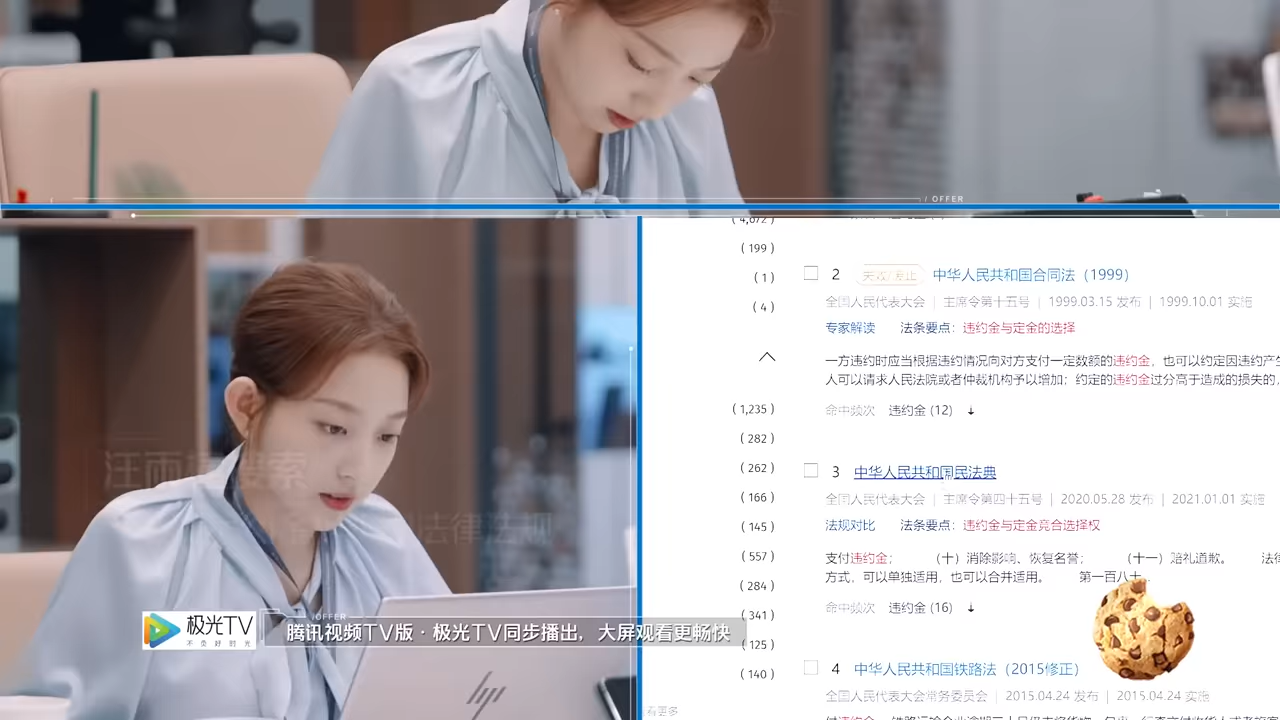 / OFFER
(199)
(1)
(4)
(1,235)
(282)
(262)
(166)
(145)
(557)
(284)
(341)
(125)
(140)
2 失效/废止 中华人民共和国合同法（1999）
全国人民代表大会 | 主席令第十五号 | 1999.03.15 发布 | 1999.10.01 实施
专家解读 法条要点：违约金与定金的选择
一方违约时应当根据违约情况向对方支付一定数额的违约金，也可以约定因违约产生
人可以请求人民法院或者仲裁机构予以增加；约定的违约金过分高于造成的损失的，
命中频次 违约金 (12) ↓
3 中华人民共和国民法典
全国人民代表大会 | 主席令第四十五号 | 2020.05.28 发布 | 2021.01.01 实施
法规对比 法条要点：违约金与定金竞合选择权
支付违约金； （十）消除影响、恢复名誉； （十一）赔礼道歉。 法律
方式，可以单独适用，也可以合并适用。 第一百八十
命中频次 违约金 (16) ↓
4 中华人民共和国铁路法（2015修正）
全国人民代表大会常务委员会 | 2015.04.24 发布 | 2015.04.24 实施
法律法规
/OFFER
极光TV
不负好时光
腾讯视频TV版·极光TV同步播出，大屏观看更畅快
hp